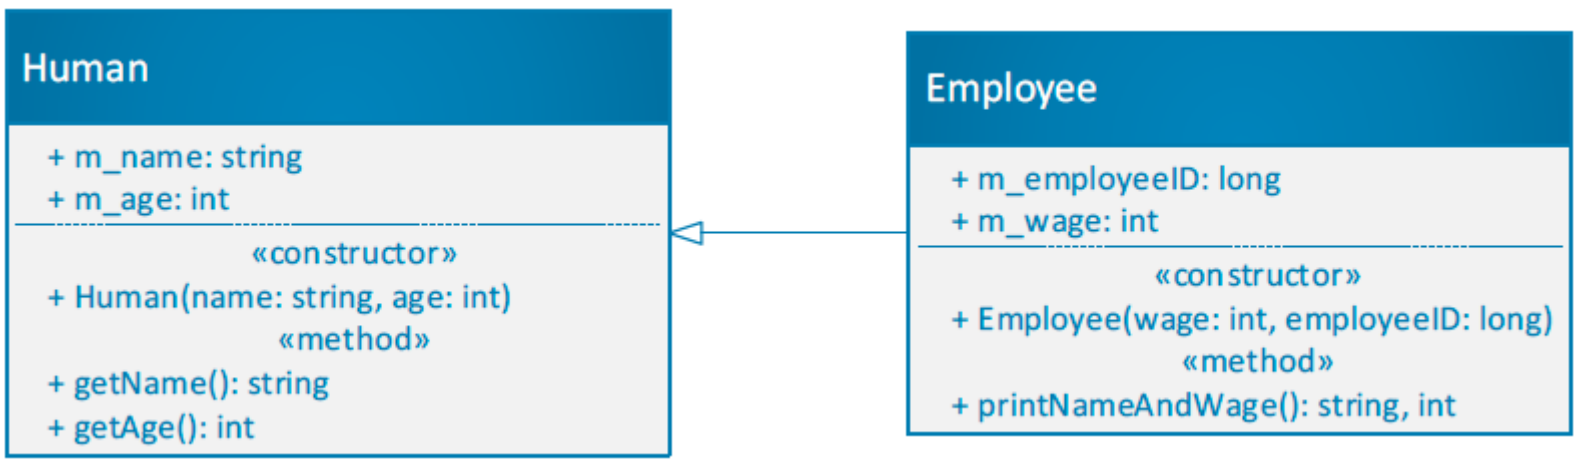 Human
+ m_name: string
+ m_age: int
«constructor»
+ Human(name: string, age: int)
«method»
+ getName(): string
+ getAge(): int
Employee
+ m_employeeID: long
+ m_wage: int
«constructor»
+ Employee(wage: int, employeeID: long)
«method»
+ printNameAndWage(): string, int